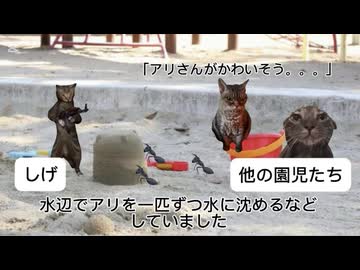 「アリさんがかわいそう。。。」
しげ
他の園児たち
水辺でアリを一匹ずつ水に沈めるなど
していました